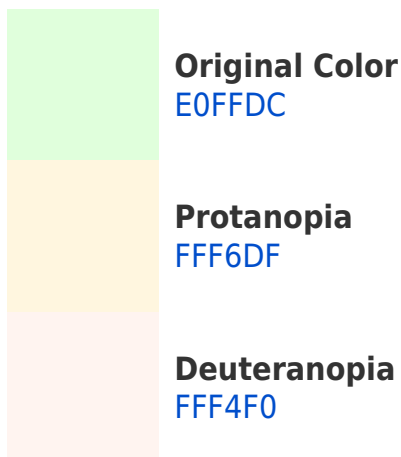 Original Color
E0FFDC
Protanopia
FFF6DF
Deuteranopia
FFF4F0